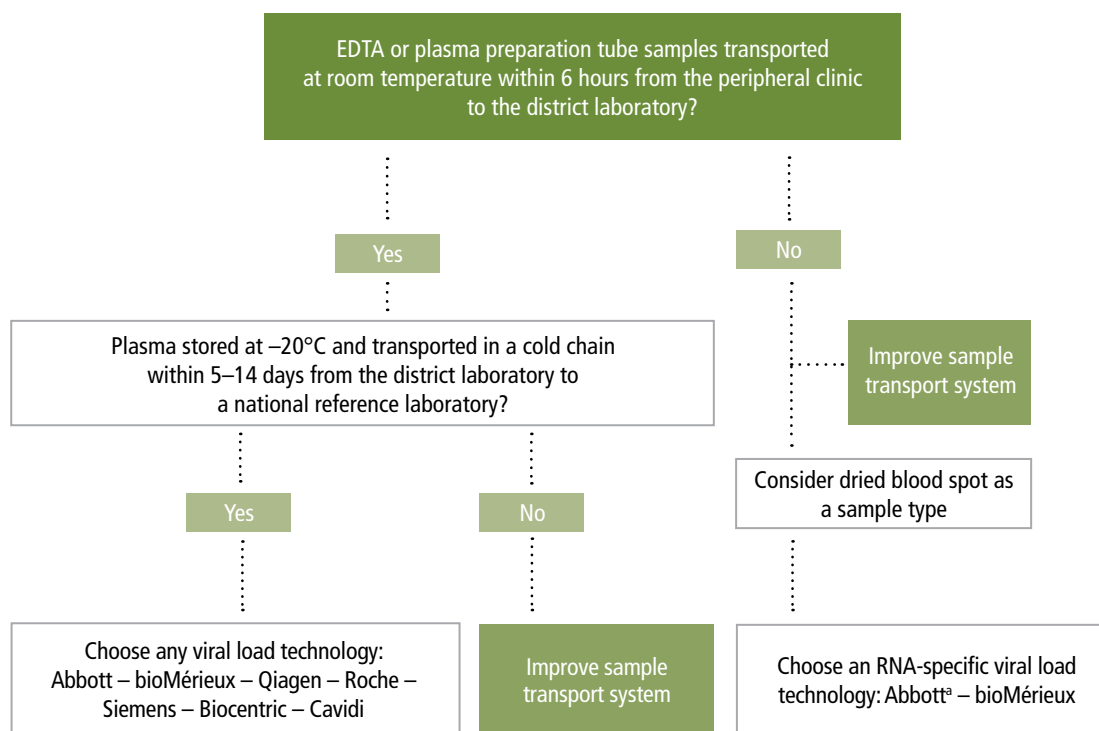 EDTA or plasma preparation tube samples transported
at room temperature within 6 hours from the peripheral clinic
to the district laboratory?
Yes
No
Plasma stored at –20°C and transported in a cold chain
within 5–14 days from the district laboratory to
a national reference laboratory?
Improve sample
transport system
Yes
No
Consider dried blood spot as
a sample type
Choose any viral load technology:
Abbott – bioMérieux – Qiagen – Roche –
Siemens – Biocentric – Cavidi
Improve sample
transport system
Choose an RNA-specific viral load
technology: Abbottᵃ – bioMérieux